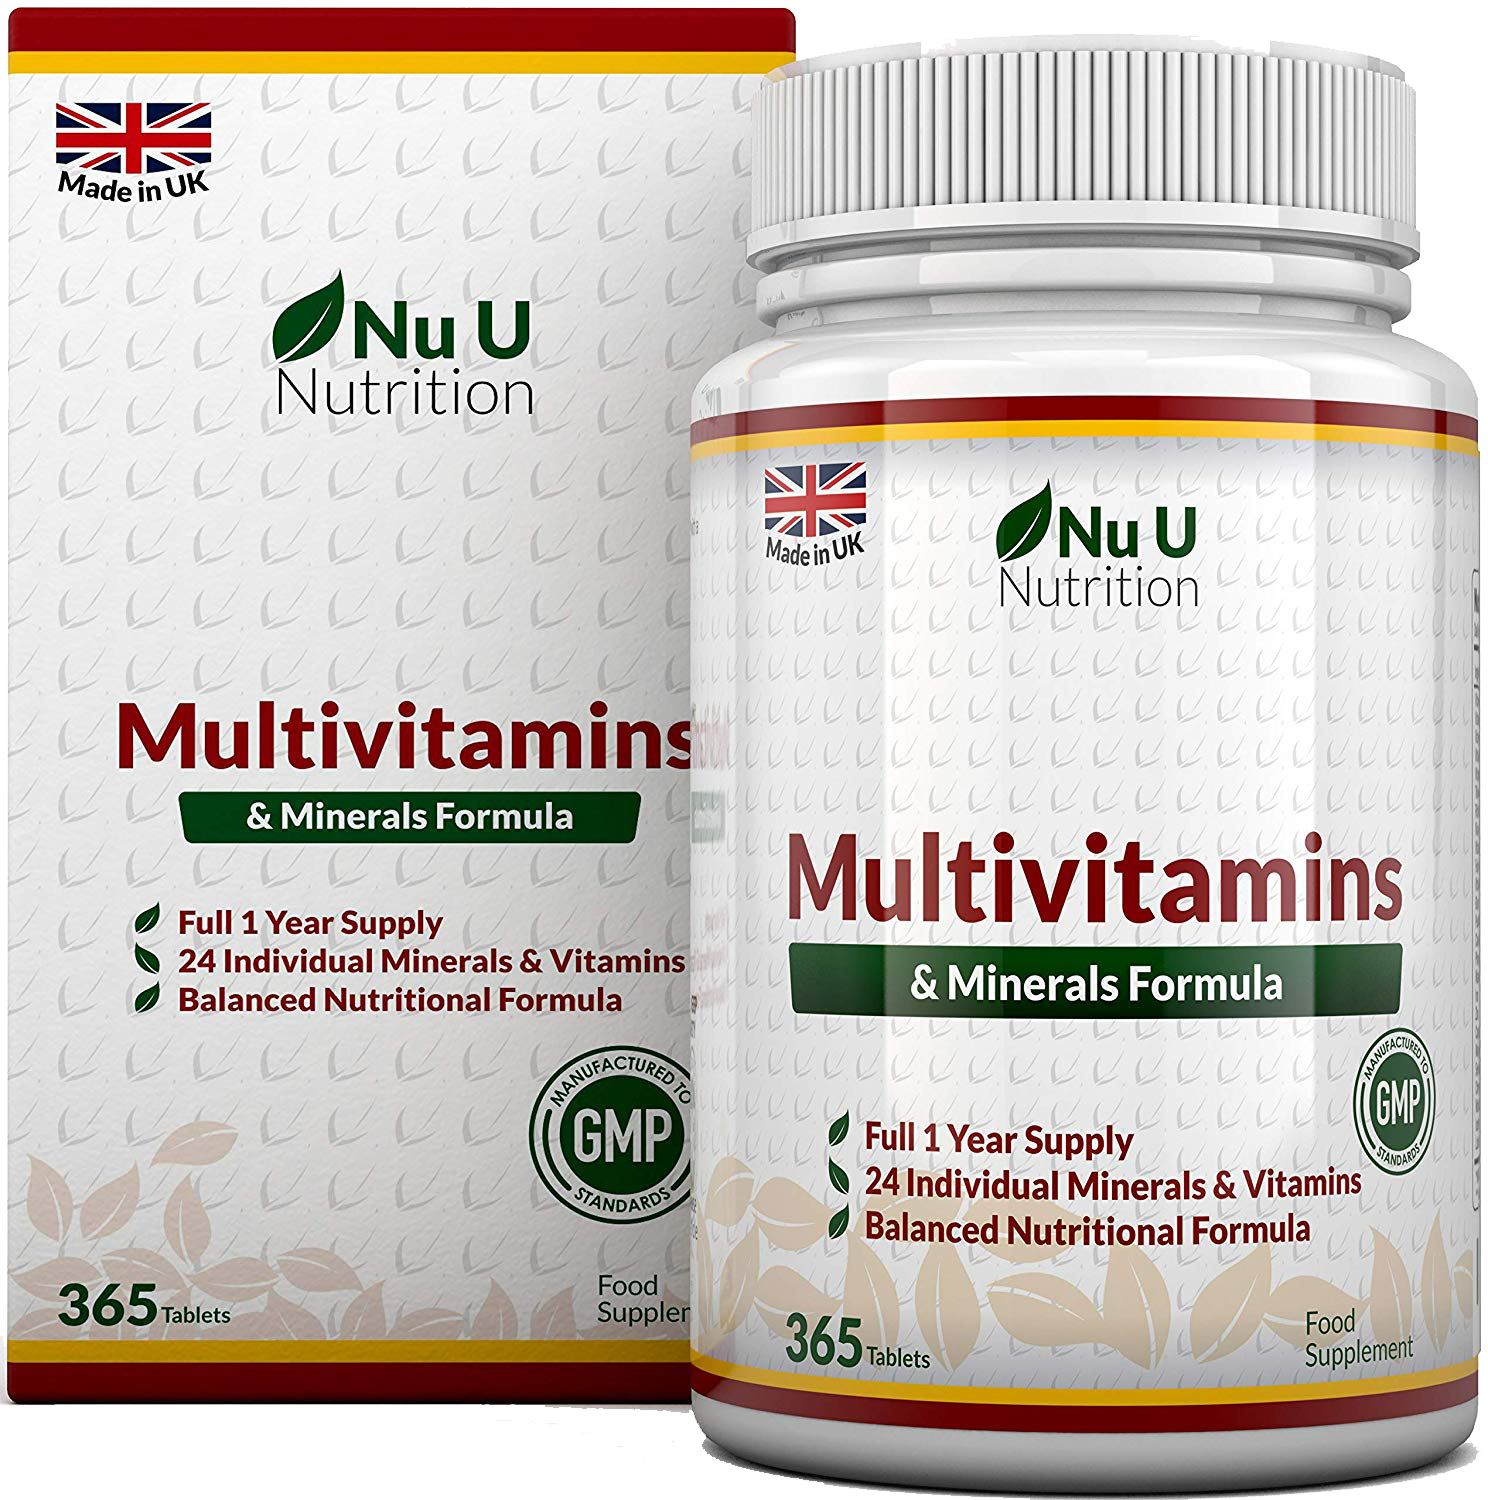 Made in UK
Nu U
Nutrition
Multivitamins
& Minerals Formula
Full 1 Year Supply
24 Individual Minerals & Vitamins
Balanced Nutritional Formula
MANUFACTURED TO
GMP
STANDARDS
365 Tablets
Food
Made in UK
Nu U
Nutrition
Multivitamins
& Minerals Formula
MANUFACTURED TO
GMP
STANDARDS
Full 1 Year Supply
24 Individual Minerals & Vitamins
Balanced Nutritional Formula
365 Tablets
Food
Supplement